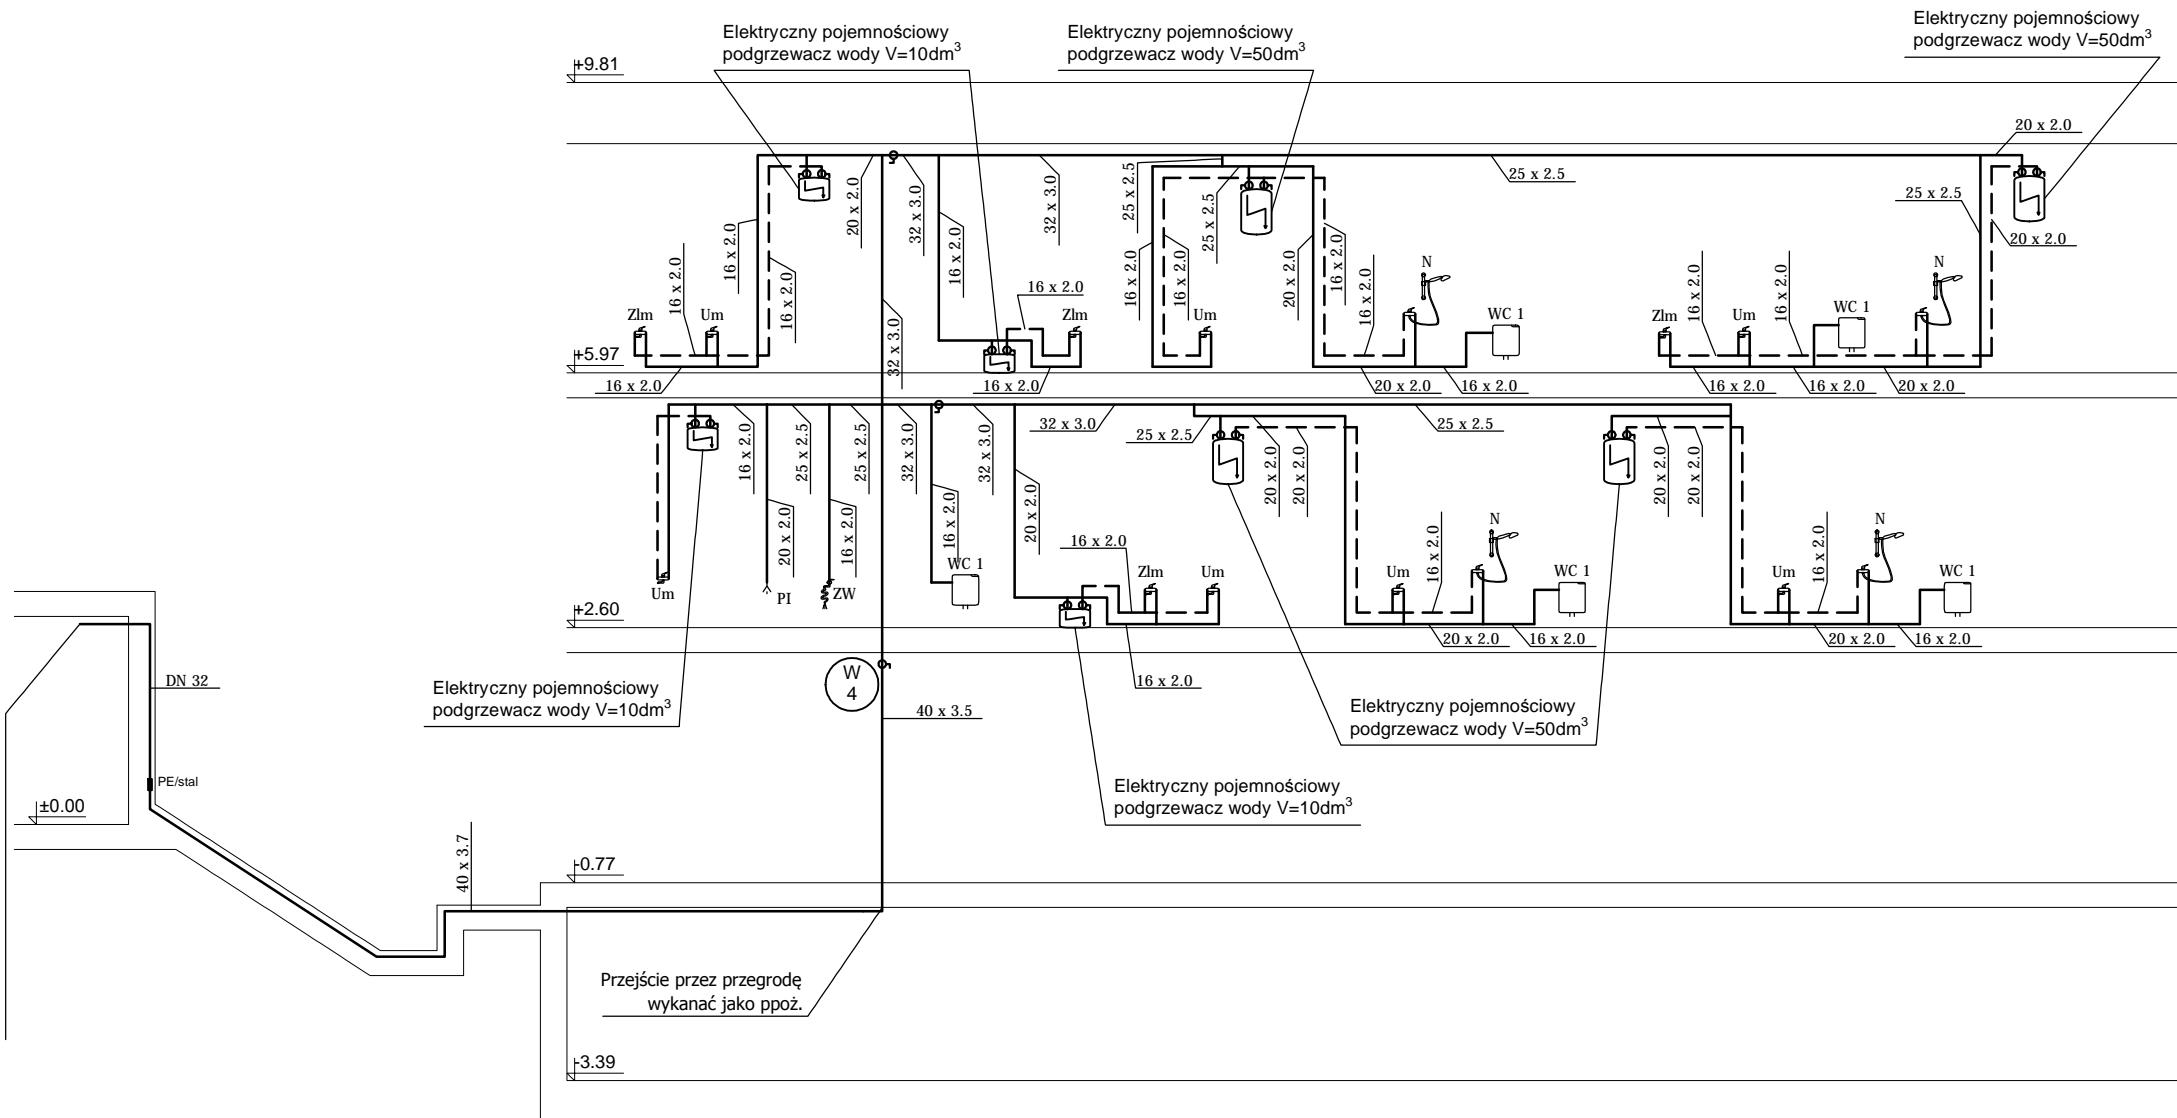 Elektryczny pojemnościowy
podgrzewacz wody V=10dm³
Elektryczny pojemnościowy
podgrzewacz wody V=50dm³
Elektryczny pojemnościowy
podgrzewacz wody V=50dm³
+9.81
20 x 2.0
25 x 2.5
25 x 2.5
20 x 2.0
16 x 2.0
16 x 2.0
16 x 2.0
20 x 2.0
32 x 3.0
16 x 2.0
32 x 3.0
25 x 2.5
25 x 2.5
16 x 2.0
16 x 2.0
20 x 2.0
16 x 2.0
16 x 2.0
16 x 2.0
16 x 2.0
16 x 2.0
32 x 3.0
Zlm
Um
Zlm
Um
N
WC 1
Zlm
Um
WC 1
N
+5.97
16 x 2.0
16 x 2.0
20 x 2.0
16 x 2.0
16 x 2.0
16 x 2.0
20 x 2.0
32 x 3.0
25 x 2.5
25 x 2.5
16 x 2.0
25 x 2.5
25 x 2.5
32 x 3.0
32 x 3.0
20 x 2.0
20 x 2.0
20 x 2.0
20 x 2.0
20 x 2.0
16 x 2.0
16 x 2.0
20 x 2.0
16 x 2.0
16 x 2.0
16 x 2.0
Um
PI
ZW
WC 1
Zlm
Um
Um
N
WC 1
Um
N
WC 1
+2.60
20 x 2.0
16 x 2.0
20 x 2.0
16 x 2.0
16 x 2.0
DN 32
W
4
40 x 3.5
Elektryczny pojemnościowy
podgrzewacz wody V=10dm³
Elektryczny pojemnościowy
podgrzewacz wody V=50dm³
Elektryczny pojemnościowy
podgrzewacz wody V=10dm³
PE/stal
±0.00
40 x 3.7
-0.77
Przejście przez przegrodę
wykanać jako ppoż.
-3.39